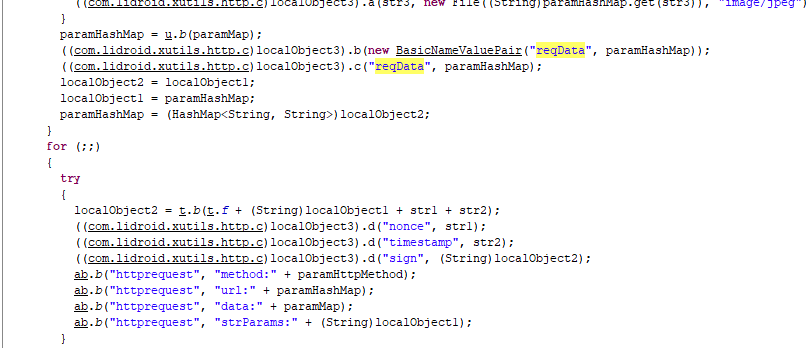 ((com.lidroid.xutils.http.c)localObject3).a(str3, new File((String)paramHashMap.get(str3)), "image/jpeg")
}
paramHashMap = u.b(paramMap);
((com.lidroid.xutils.http.c)localObject3).b(new BasicNameValuePair("reqData", paramHashMap));
((com.lidroid.xutils.http.c)localObject3).c("reqData", paramHashMap);
localObject2 = localObject1;
localObject1 = paramHashMap;
paramHashMap = (HashMap<String, String>)localObject2;
}
for (;;)
{
try
{
localObject2 = t.b(t.f + (String)localObject1 + str1 + str2);
((com.lidroid.xutils.http.c)localObject3).d("nonce", str1);
((com.lidroid.xutils.http.c)localObject3).d("timestamp", str2);
((com.lidroid.xutils.http.c)localObject3).d("sign", (String)localObject2);
ab.b("httprequest", "method:" + paramHttpMethod);
ab.b("httprequest", "url:" + paramHashMap);
ab.b("httprequest", "data:" + paramMap);
ab.b("httprequest", "strParams:" + (String)localObject1);
}